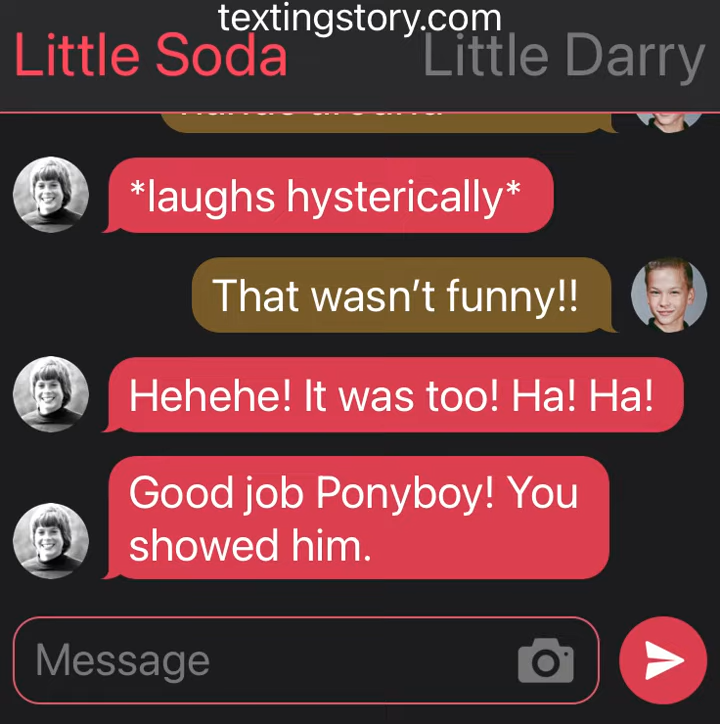 textingstory.com
Little Soda
Little Darry
*laughs hysterically*
That wasn't funny!!
Hehehe! It was too! Ha! Ha!
Good job Ponyboy! You
showed him.
Message